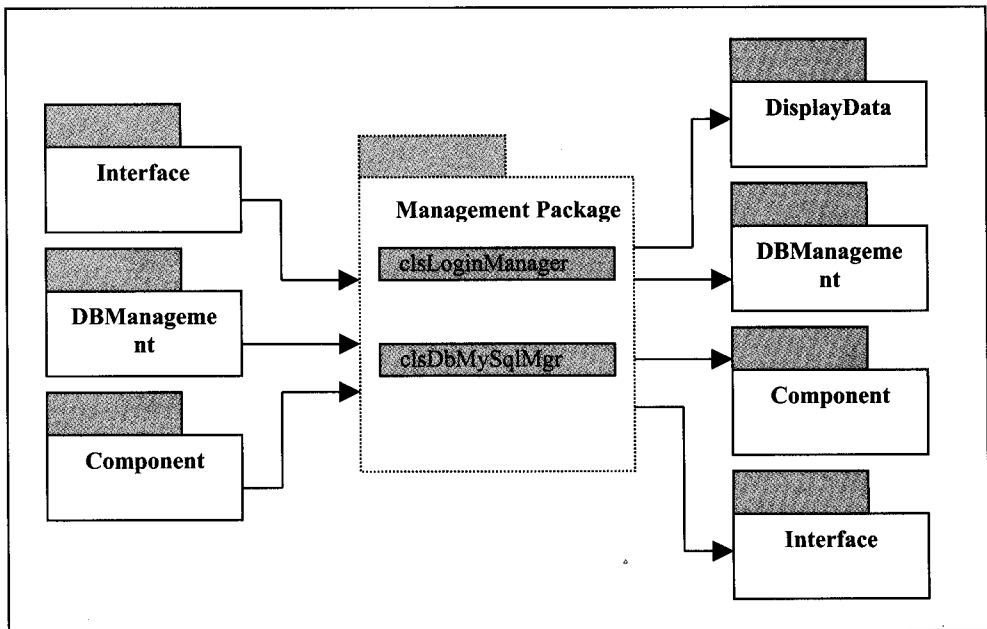 Interface
DBManageme
nt
Component
Management Package
clsLoginManager
clsDbMySqlMgr
DisplayData
DBManageme
nt
Component
Interface